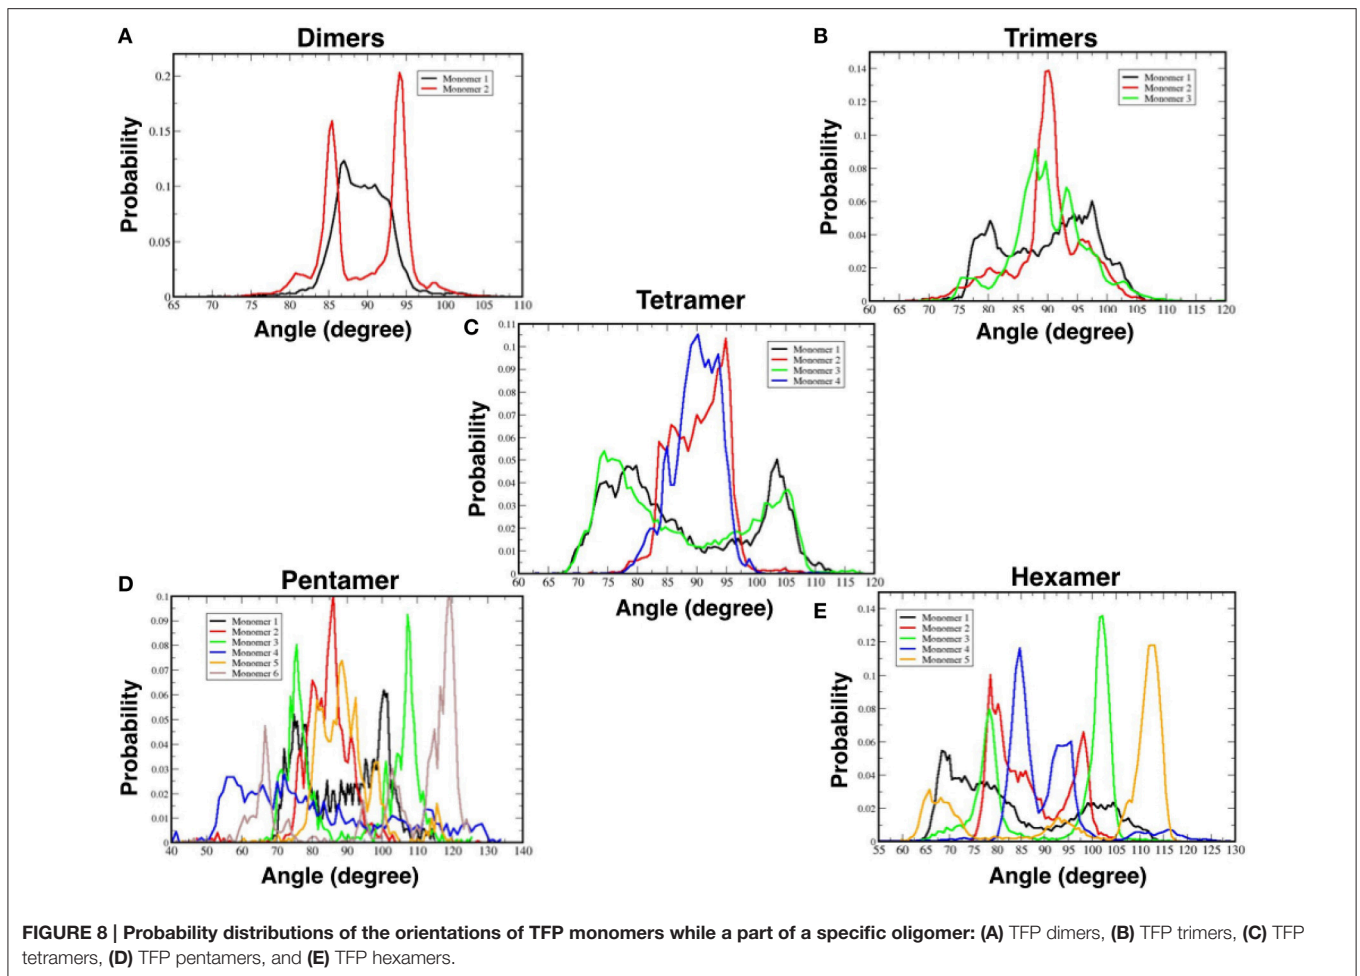 A
Dimers
Probability
0.2
0.15
0.1
0.05
0
65 70 75 80 85 90 95 100 105 110
Angle (degree)
Monomer 1
Monomer 2
B
Trimers
Probability
0.14
0.12
0.1
0.08
0.06
0.04
0.02
0
60 65 70 75 80 85 90 95 100 105 110 115 120
Angle (degree)
Monomer 1
Monomer 2
Monomer 3
C
Tetramer
Probability
0.11
0.1
0.09
0.08
0.07
0.06
0.05
0.04
0.03
0.02
0.01
0
60 65 70 75 80 85 90 95 100 105 110 115 120
Angle (degree)
Monomer 1
Monomer 2
Monomer 3
Monomer 4
D
Pentamer
Probability
0.1
0.09
0.08
0.07
0.06
0.05
0.04
0.03
0.02
0.01
0
40 50 60 70 80 90 100 110 120 130 140
Angle (degree)
Monomer 1
Monomer 2
Monomer 3
Monomer 4
Monomer 5
Monomer 6
E
Hexamer
Probability
0.14
0.12
0.1
0.08
0.06
0.04
0.02
0
55 60 65 70 75 80 85 90 95 100 105 110 115 120 125 130
Angle (degree)
Monomer 1
Monomer 2
Monomer 3
Monomer 4
Monomer 5
FIGURE 8 | Probability distributions of the orientations of TFP monomers while a part of a specific oligomer: (A) TFP dimers, (B) TFP trimers, (C) TFP
tetramers, (D) TFP pentamers, and (E) TFP hexamers.